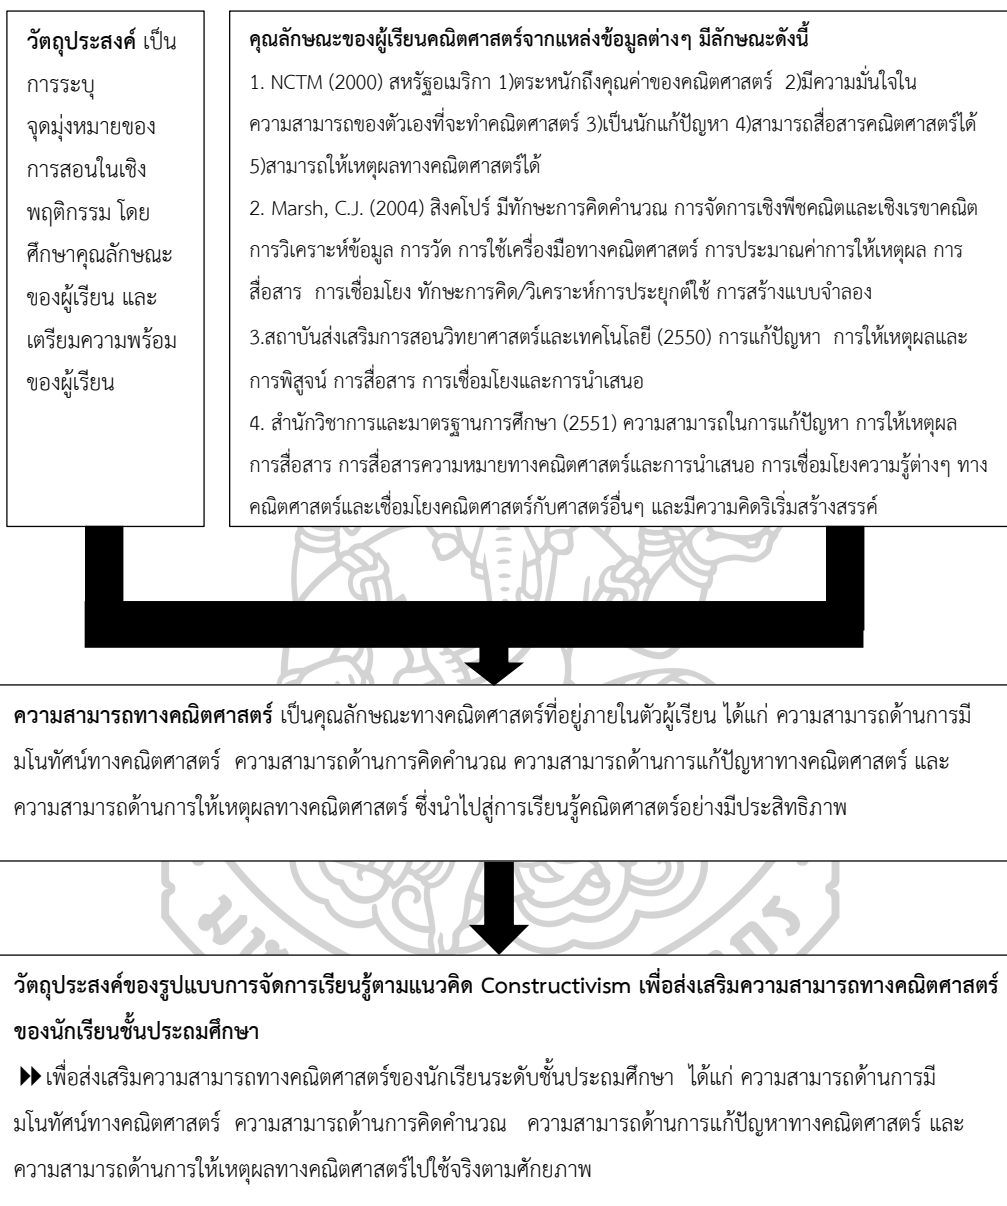 วัตถุประสงค์ เป็น
การระบุ
จุดมุ่งหมายของ
การสอนในเชิง
พฤติกรรม โดย
ศึกษาคุณลักษณะ
ของผู้เรียน และ
เตรียมความพร้อม
ของผู้เรียน
คุณลักษณะของผู้เรียนคณิตศาสตร์จากแหล่งข้อมูลต่างๆ มีลักษณะดังนี้
1. NCTM (2000) สหรัฐอเมริกา 1)ตระหนักถึงคุณค่าของคณิตศาสตร์ 2)มีความมั่นใจใน
ความสามารถของตัวเองที่จะทำคณิตศาสตร์ 3)เป็นนักแก้ปัญหา 4)สามารถสื่อสารคณิตศาสตร์ได้
5)สามารถให้เหตุผลทางคณิตศาสตร์ได้
2. Marsh, C.J. (2004) สิงคโปร์ มีทักษะการคิดคำนวณ การจัดการเชิงพีชคณิตและเชิงเรขาคณิต
การวิเคราะห์ข้อมูล การวัด การใช้เครื่องมือทางคณิตศาสตร์ การประมาณค่าการให้เหตุผล การ
สื่อสาร การเชื่อมโยง ทักษะการคิด/วิเคราะห์การประยุกต์ใช้ การสร้างแบบจำลอง
3.สถาบันส่งเสริมการสอนวิทยาศาสตร์และเทคโนโลยี (2550) การแก้ปัญหา การให้เหตุผลและ
การพิสูจน์ การสื่อสาร การเชื่อมโยงและการนำเสนอ
4. สำนักวิชาการและมาตรฐานการศึกษา (2551) ความสามารถในการแก้ปัญหา การให้เหตุผล
การสื่อสาร การสื่อสารความหมายทางคณิตศาสตร์และการนำเสนอ การเชื่อมโยงความรู้ต่างๆ ทาง
คณิตศาสตร์และเชื่อมโยงคณิตศาสตร์กับศาสตร์อื่นๆ และมีความคิดริเริ่มสร้างสรรค์
ความสามารถทางคณิตศาสตร์ เป็นคุณลักษณะทางคณิตศาสตร์ที่อยู่ภายในตัวผู้เรียน ได้แก่ ความสามารถด้านการมี
มโนทัศน์ทางคณิตศาสตร์ ความสามารถด้านการคิดคำนวณ ความสามารถด้านการแก้ปัญหาทางคณิตศาสตร์ และ
ความสามารถด้านการให้เหตุผลทางคณิตศาสตร์ ซึ่งนำไปสู่การเรียนรู้คณิตศาสตร์อย่างมีประสิทธิภาพ
วัตถุประสงค์ของรูปแบบการจัดการเรียนรู้ตามแนวคิด Constructivism เพื่อส่งเสริมความสามารถทางคณิตศาสตร์
ของนักเรียนชั้นประถมศึกษา
เพื่อส่งเสริมความสามารถทางคณิตศาสตร์ของนักเรียนระดับชั้นประถมศึกษา ได้แก่ ความสามารถด้านการมี
มโนทัศน์ทางคณิตศาสตร์ ความสามารถด้านการคิดคำนวณ ความสามารถด้านการแก้ปัญหาทางคณิตศาสตร์ และ
ความสามารถด้านการให้เหตุผลทางคณิตศาสตร์ไปใช้จริงตามศักยภาพ